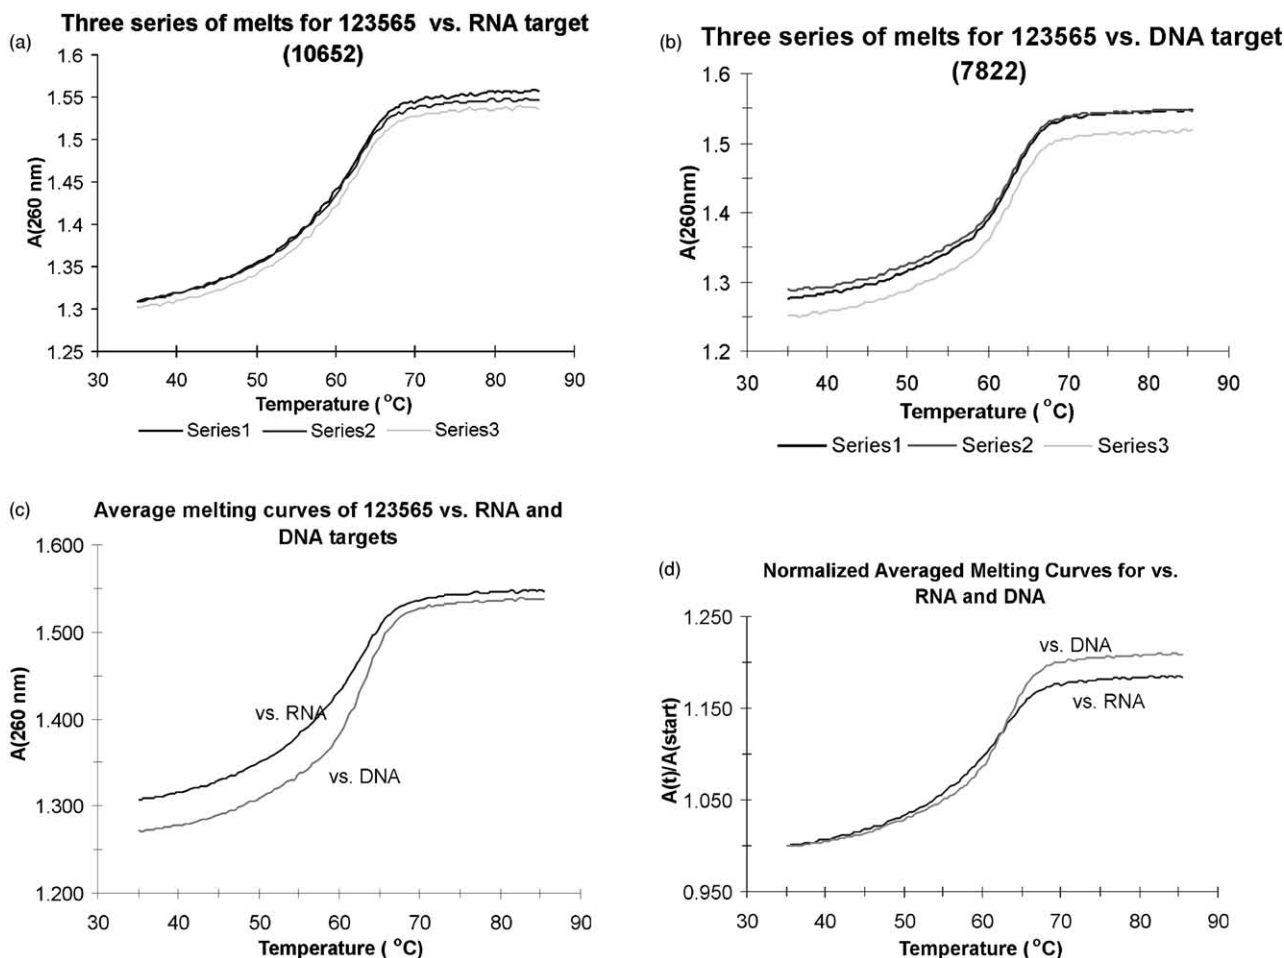 (a)
Three series of melts for 123565 vs. RNA target
(10652)
1.6
1.55
1.5
1.45
1.4
1.35
1.3
1.25
A(260 nm)
30 40 50 60 70 80 90
Temperature ( °C)
Series1 Series2 Series3
(b)
Three series of melts for 123565 vs. DNA target
(7822)
1.6
1.5
1.4
1.3
1.2
A(260nm)
30 40 50 60 70 80 90
Temperature ( °C)
Series1 Series2 Series3
(c)
Average melting curves of 123565 vs. RNA and
DNA targets
1.600
1.500
1.400
1.300
1.200
A(260 nm)
vs. RNA
vs. DNA
30 40 50 60 70 80 90
Temperature ( °C)
(d)
Normalized Averaged Melting Curves for vs.
RNA and DNA
1.250
1.150
1.050
0.950
A(t)/A(start)
vs. DNA
vs. RNA
30 40 50 60 70 80 90
Temperature ( °C)